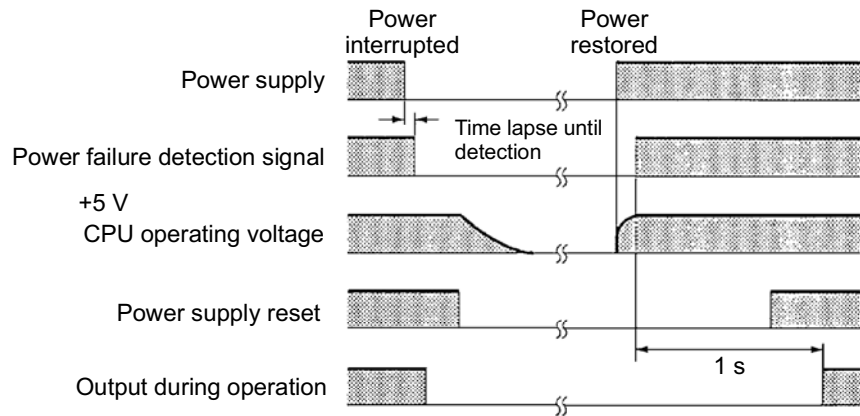 Power
interrupted
Power
restored
Power supply
Time lapse until
detection
Power failure detection signal
+5 V
CPU operating voltage
Power supply reset
1 s
Output during operation